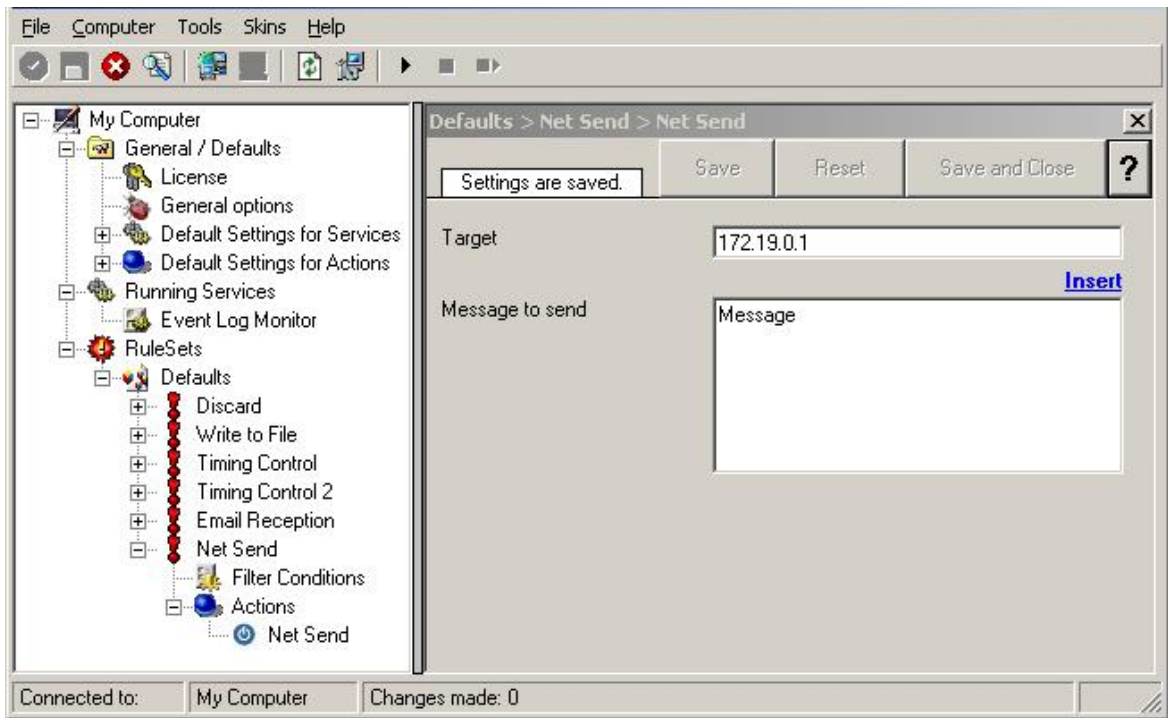 File Computer Tools Skins Help
My Computer
General / Defaults
License
General options
Default Settings for Services
Default Settings for Actions
Running Services
Event Log Monitor
RuleSets
Defaults
Discard
Write to File
Timing Control
Timing Control 2
Email Reception
Net Send
Filter Conditions
Actions
Net Send
Defaults > Net Send > Net Send
Settings are saved. Save Reset Save and Close ?
Target 172.19.0.1
Insert
Message to send Message
Connected to: My Computer Changes made: 0